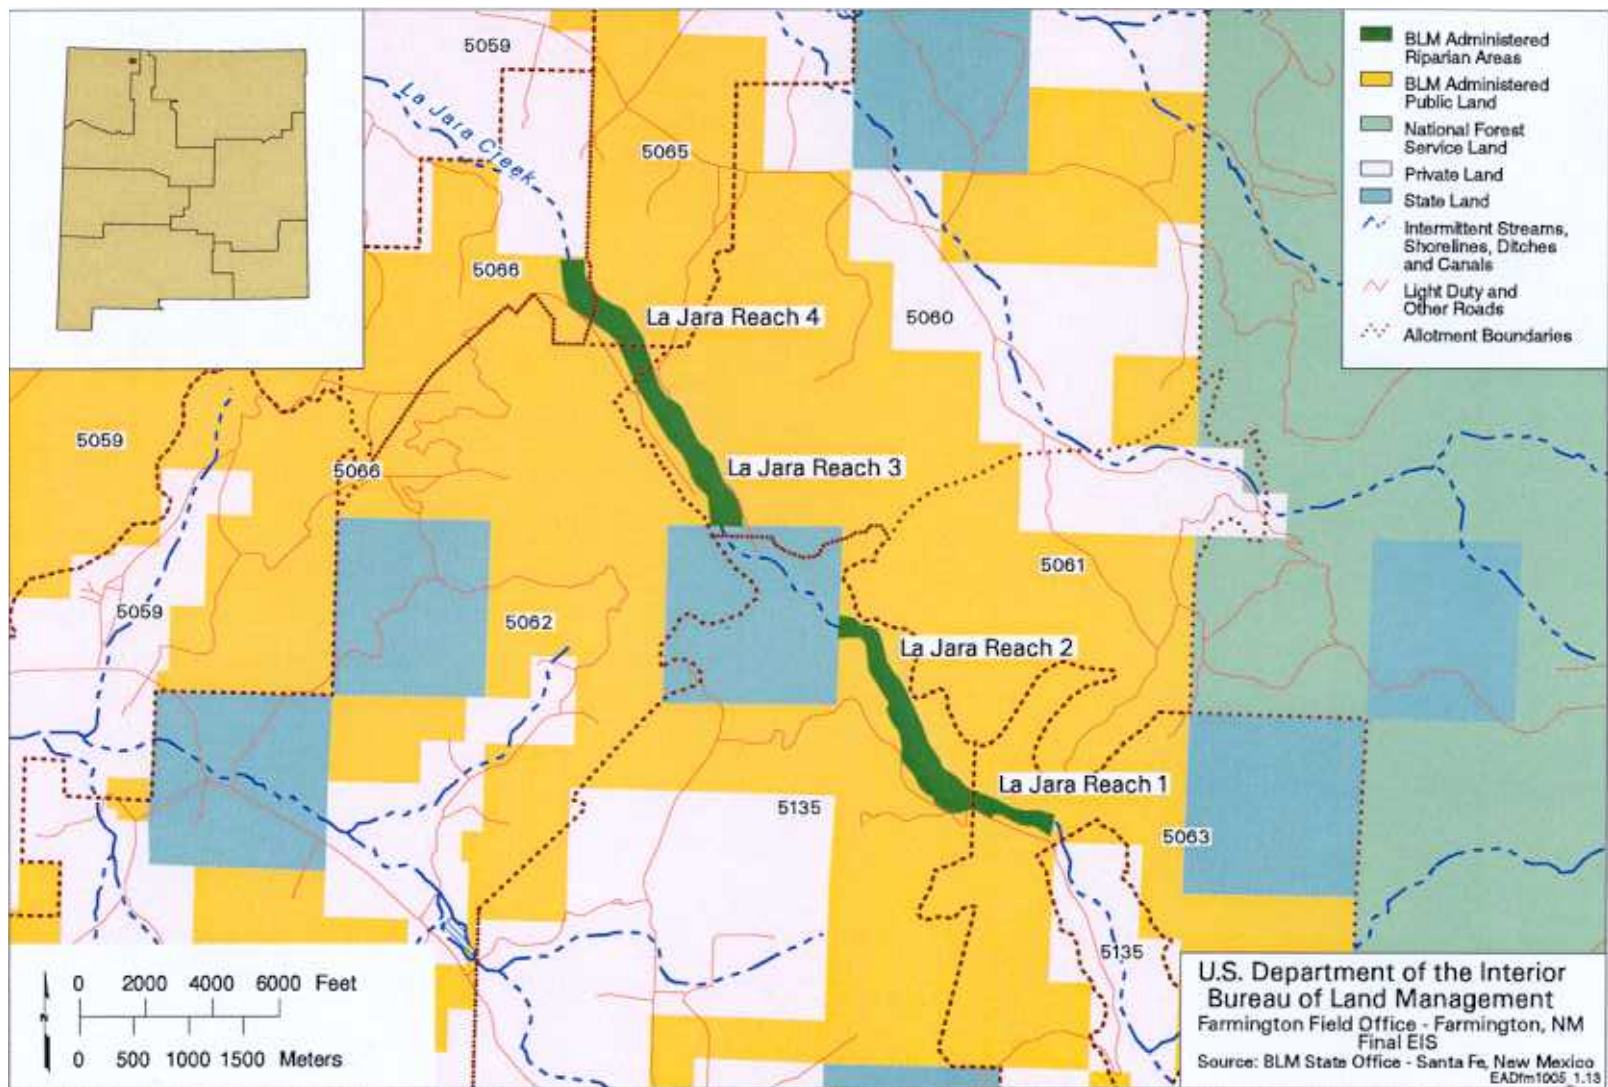 5059
La Jara Creek
5065
5066
La Jara Reach 4
5060
5059
5066
La Jara Reach 3
5061
5059
5062
La Jara Reach 2
La Jara Reach 1
5135
5063
5135
BLM Administered
Riparian Areas
BLM Administered
Public Land
National Forest
Service Land
Private Land
State Land
Intermittent Streams,
Shorelines, Ditches
and Canals
Light Duty and
Other Roads
Allotment Boundaries
N
0 2000 4000 6000 Feet
0 500 1000 1500 Meters
U.S. Department of the Interior
Bureau of Land Management
Farmington Field Office - Farmington, NM
Final EIS
Source: BLM State Office - Santa Fe, New Mexico
EADfm1005_1.13